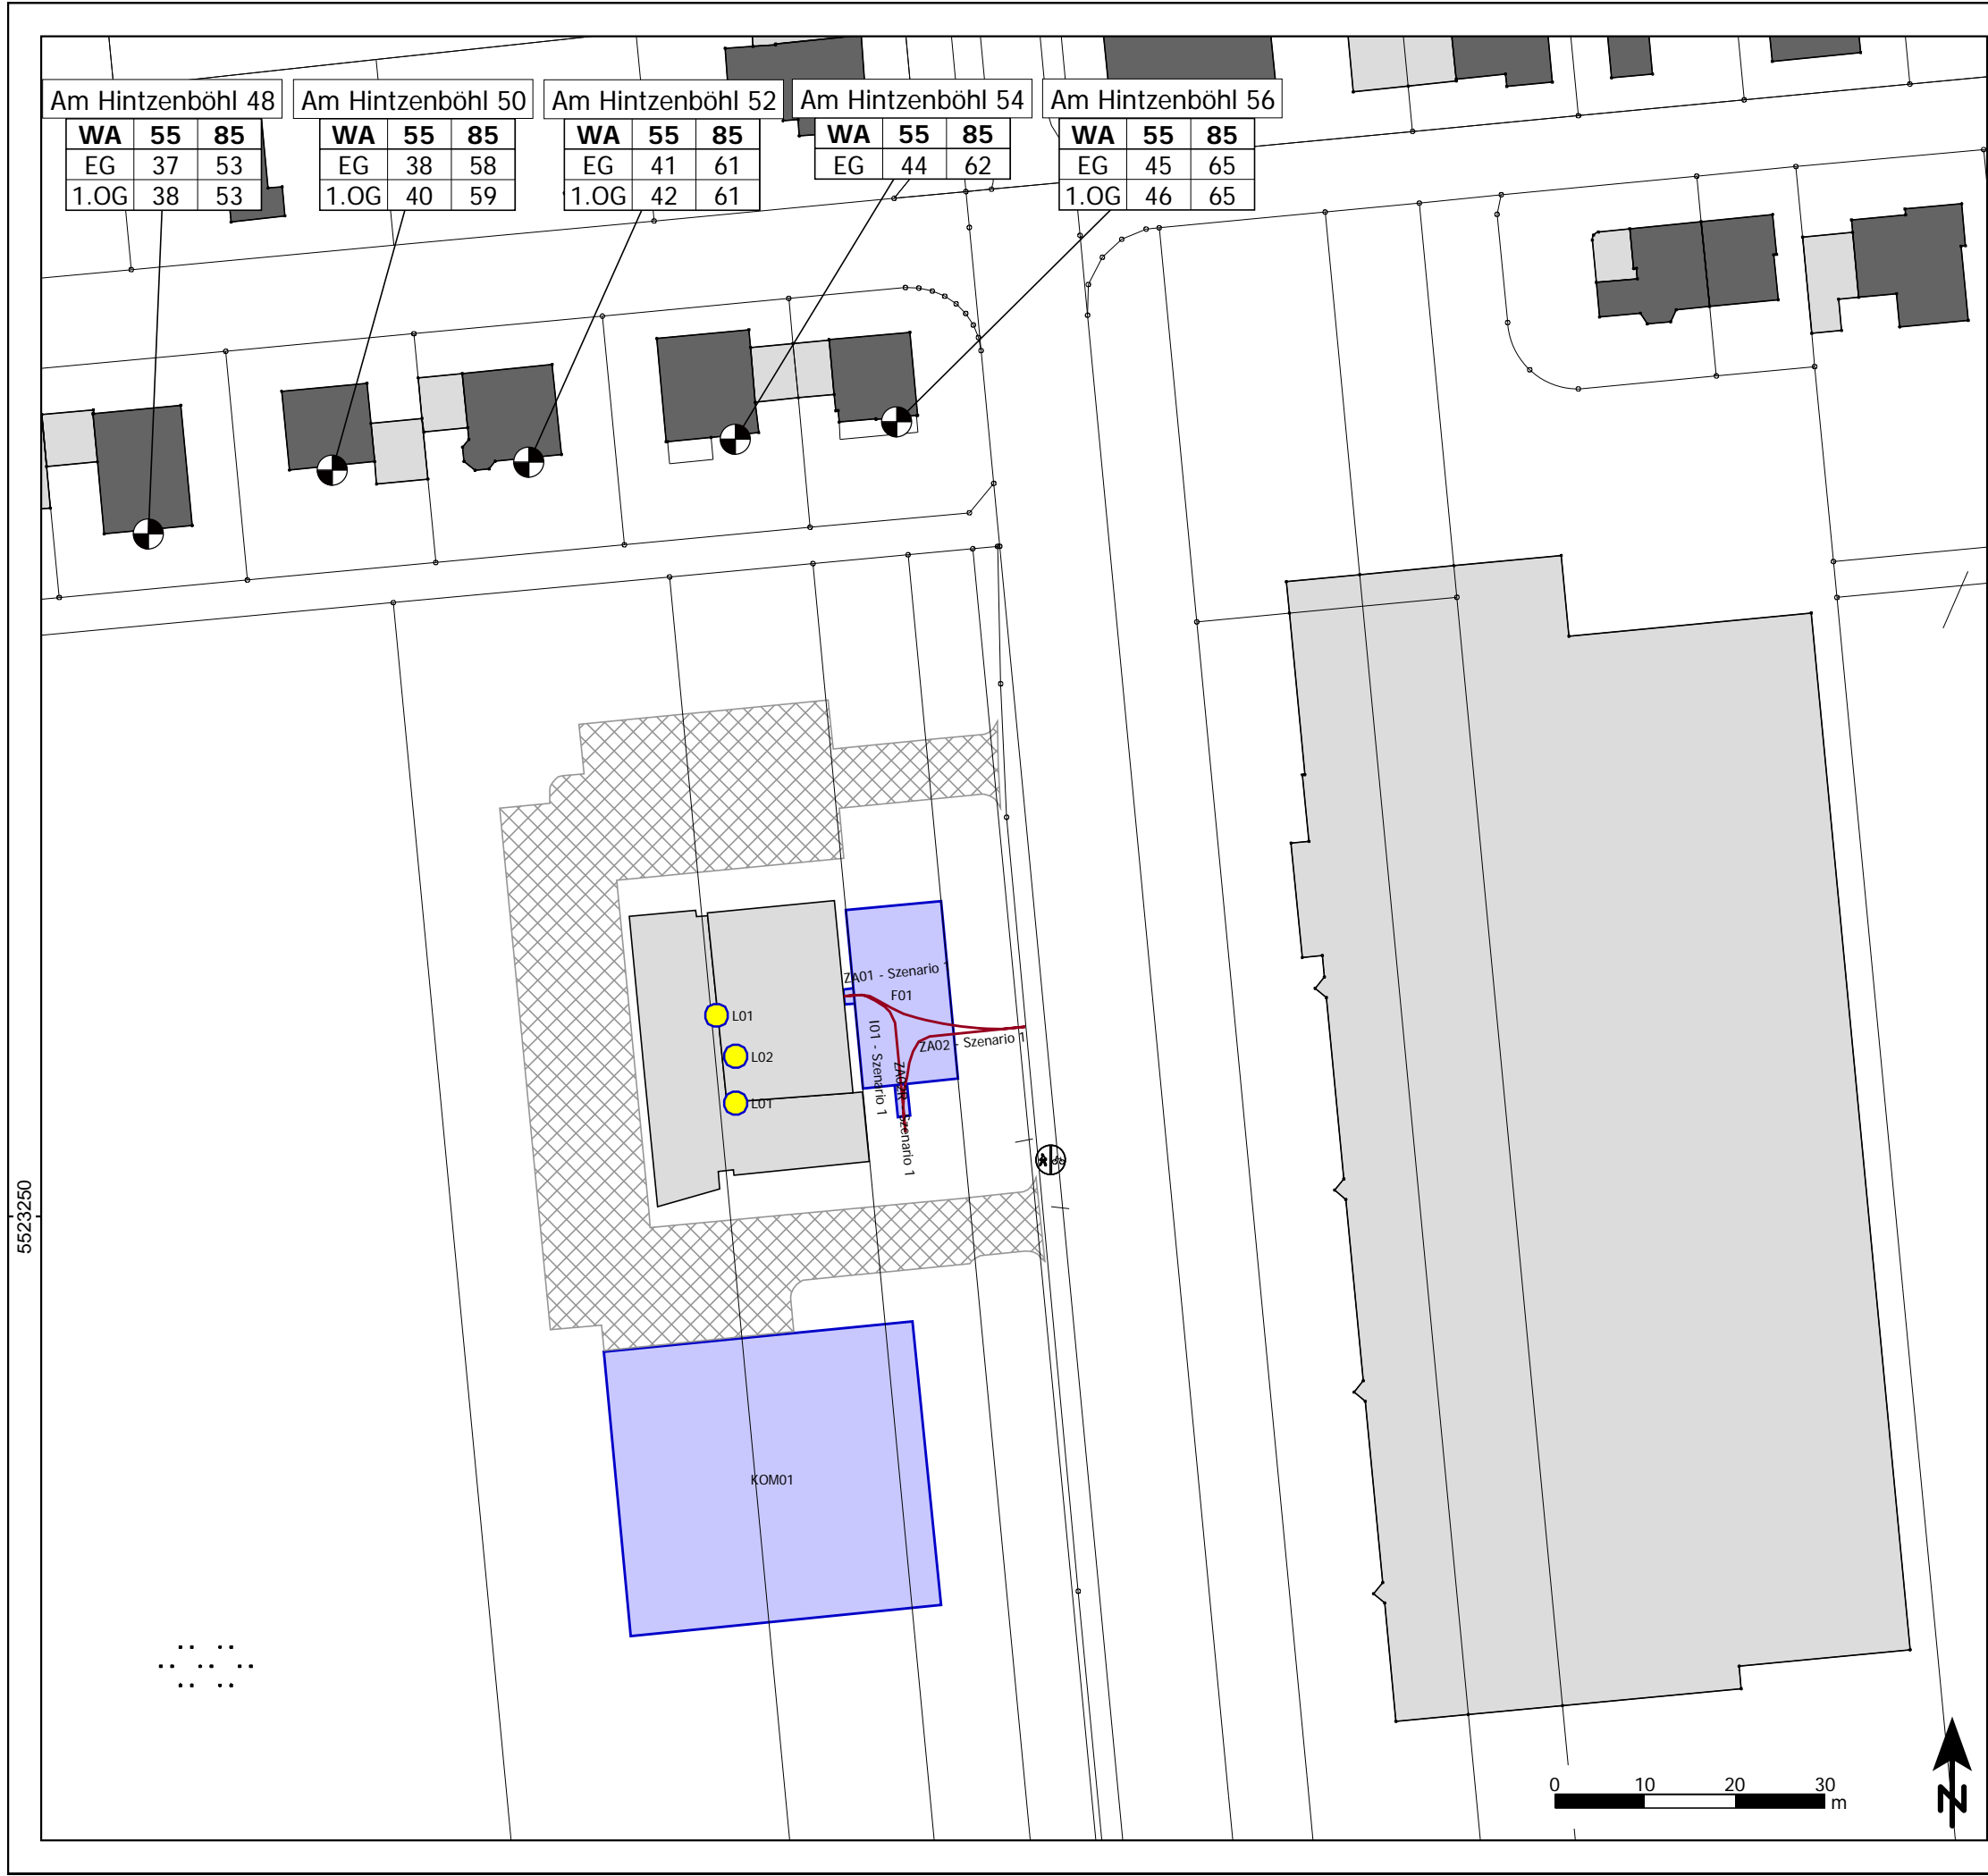 Am Hintzenböhl 48
WA 55 85
EG 37 53
1.OG 38 53
Am Hintzenböhl 50
WA 55 85
EG 38 58
1.OG 40 59
Am Hintzenböhl 52
WA 55 85
EG 41 61
1.OG 42 61
Am Hintzenböhl 54
WA 55 85
EG 44 62
Am Hintzenböhl 56
WA 55 85
EG 45 65
1.OG 46 65
ZA01 - Szenario 1
F01
L01
I01 - Szenario 1
ZA02 - Szenario 1
L02
Szenario 1
L01
5523250
KOM01
0 10 20 30
m
N